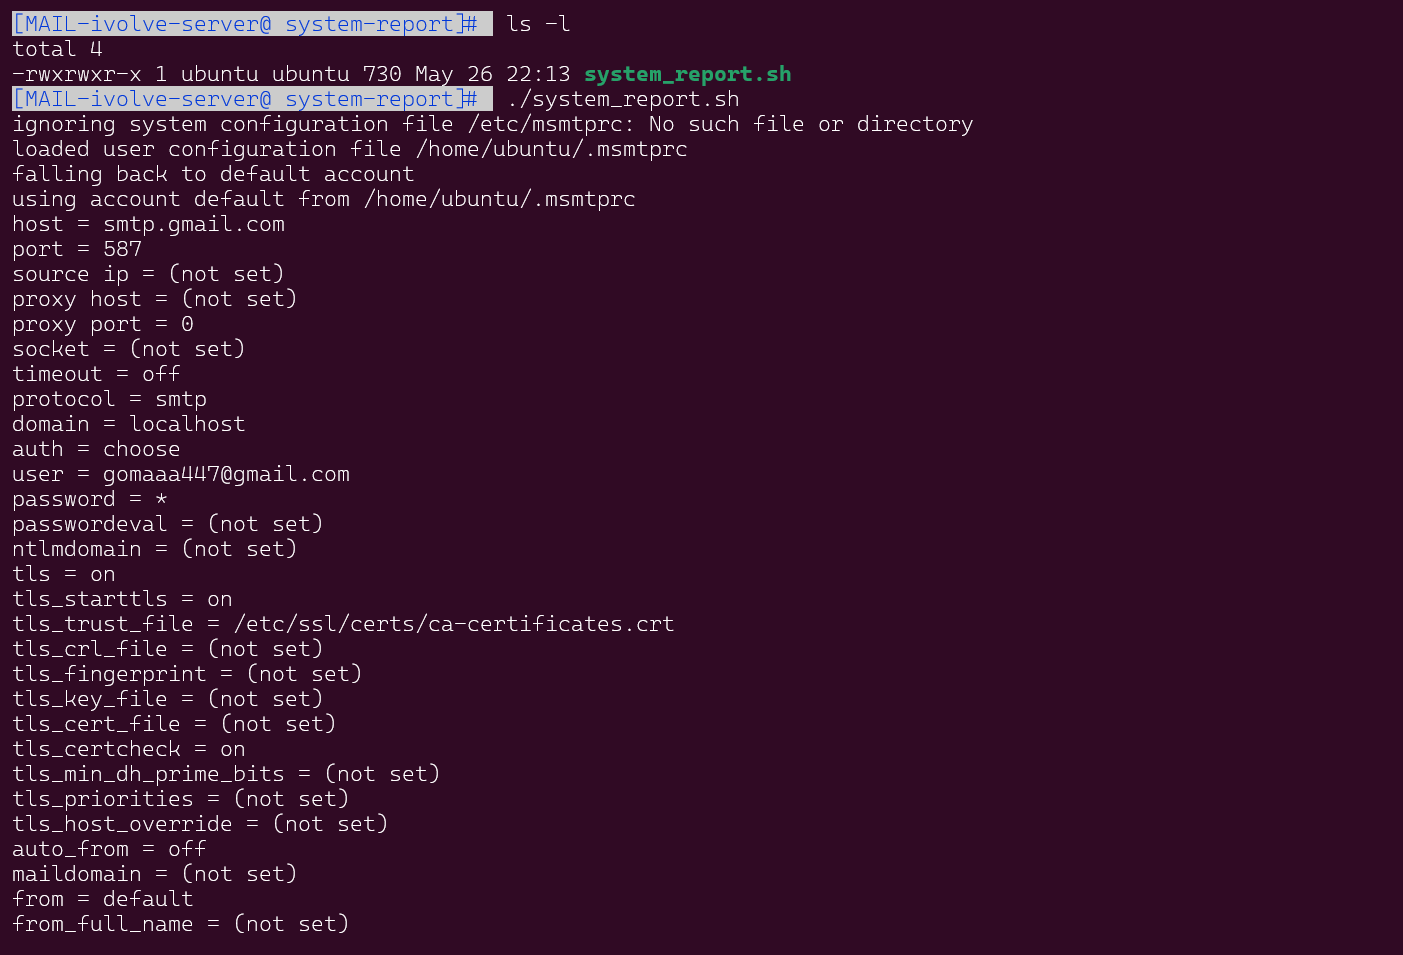 [MAIL-ivolve-server@ system-report]# ls -l
total 4
-rwxrwxr-x 1 ubuntu ubuntu 730 May 26 22:13 system_report.sh
[MAIL-ivolve-server@ system-report]# ./system_report.sh
ignoring system configuration file /etc/msmtprc: No such file or directory
loaded user configuration file /home/ubuntu/.msmtprc
falling back to default account
using account default from /home/ubuntu/.msmtprc
host = smtp.gmail.com
port = 587
source ip = (not set)
proxy host = (not set)
proxy port = 0
socket = (not set)
timeout = off
protocol = smtp
domain = localhost
auth = choose
user = gomaaa447@gmail.com
password = *
passwordeval = (not set)
ntlmdomain = (not set)
tls = on
tls_starttls = on
tls_trust_file = /etc/ssl/certs/ca-certificates.crt
tls_crl_file = (not set)
tls_fingerprint = (not set)
tls_key_file = (not set)
tls_cert_file = (not set)
tls_certcheck = on
tls_min_dh_prime_bits = (not set)
tls_priorities = (not set)
tls_host_override = (not set)
auto_from = off
maildomain = (not set)
from = default
from_full_name = (not set)